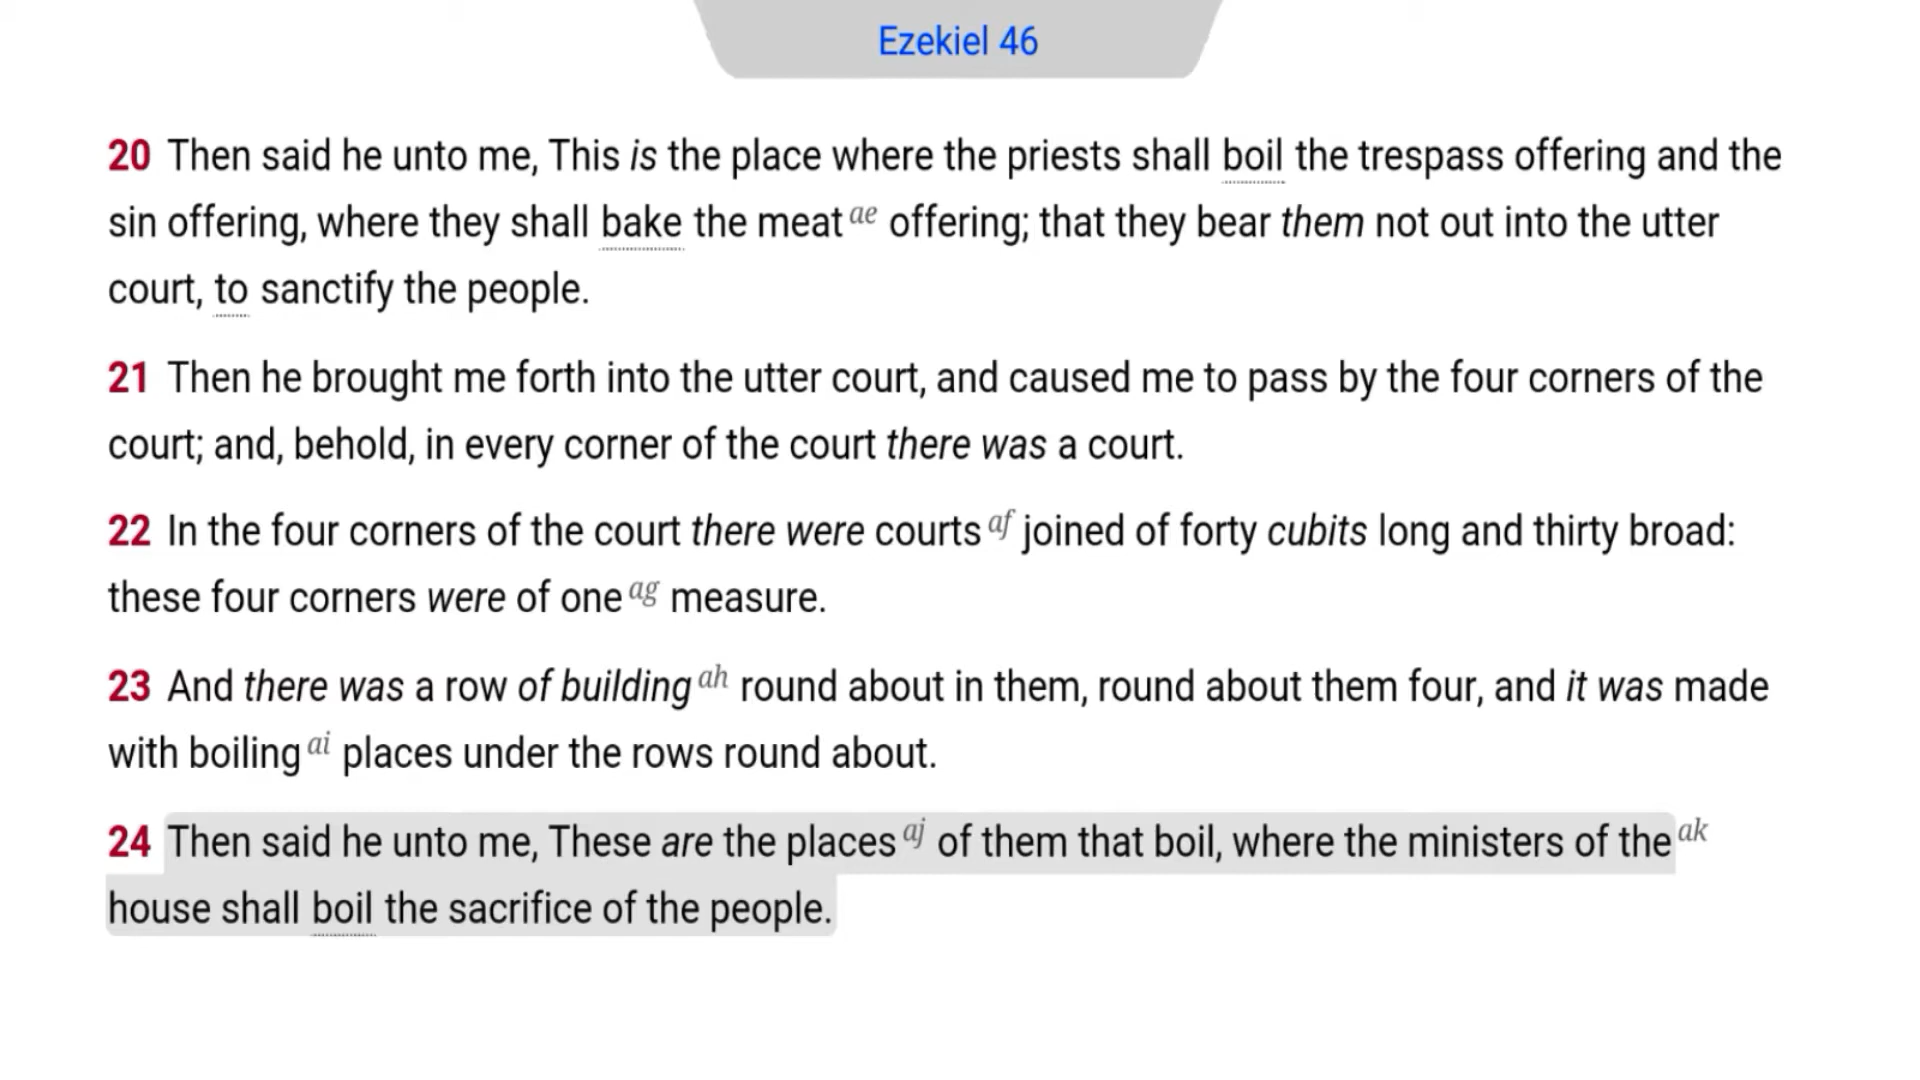 Ezekiel 46
20 Then said he unto me, This is the place where the priests shall boil the trespass offering and the
sin offering, where they shall bake the meat ae offering; that they bear them not out into the utter
court, to sanctify the people.
21 Then he brought me forth into the utter court, and caused me to pass by the four corners of the
court; and, behold, in every corner of the court there was a court.
22 In the four corners of the court there were courts af joined of forty cubits long and thirty broad:
these four corners were of one ag measure.
23 And there was a row of building ah round about in them, round about them four, and it was made
with boiling ai places under the rows round about.
24 Then said he unto me, These are the places aj of them that boil, where the ministers of the ak
house shall boil the sacrifice of the people.